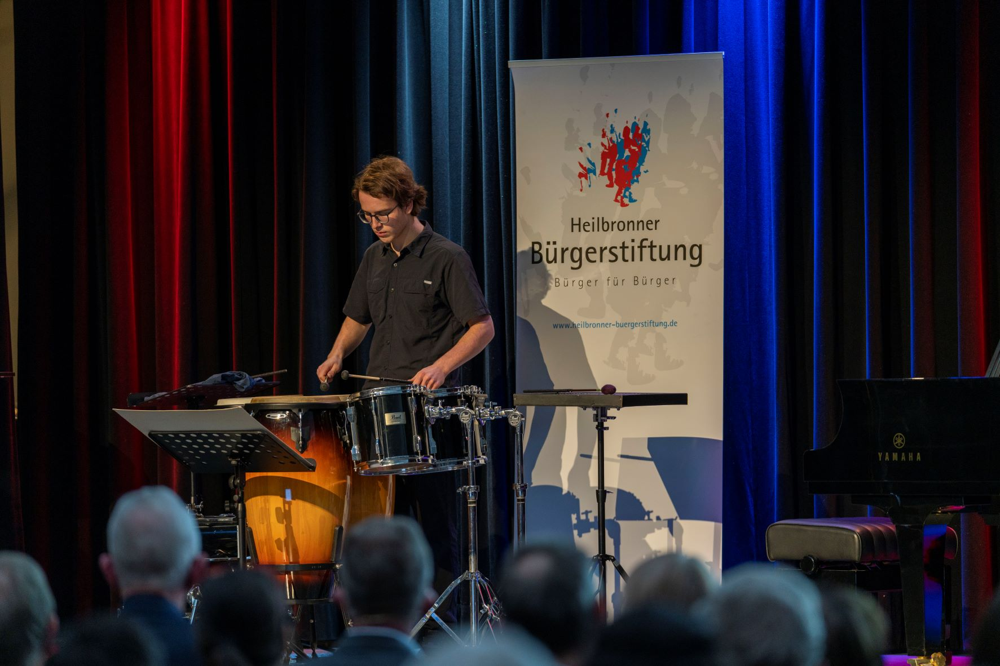 Heilbronner
Bürgerstiftung
Bürger für Bürger
www.heilbronner-buergerstiftung.de
Pearl
YAMAHA